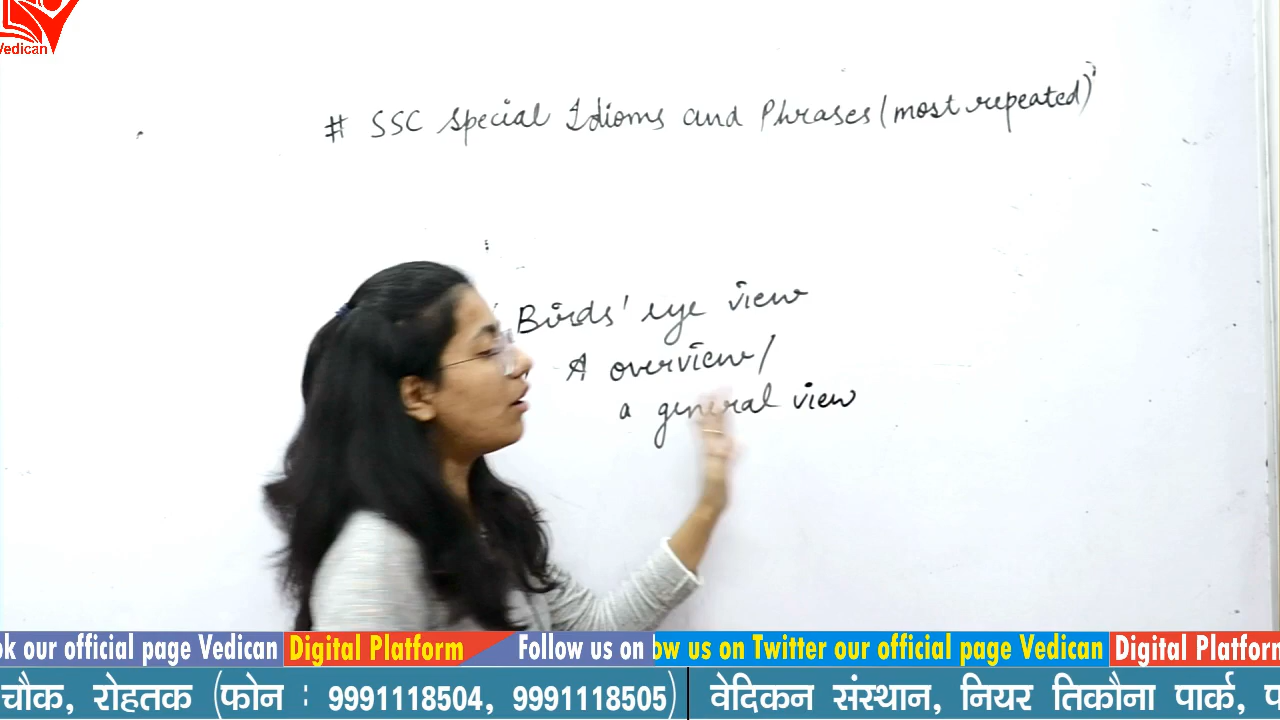 Vedican
# SSC special Idioms and Phrases (most repeated)
Birds' eye view
A overview/
a general view
ok our official page Vedican Digital Platform Follow us on ow us on Twitter our official page Vedican Digital Platform
चौक, रोहतक (फोन : 9991118504, 9991118505) वेदिकन संस्थान, नियर तिकौना पार्क,